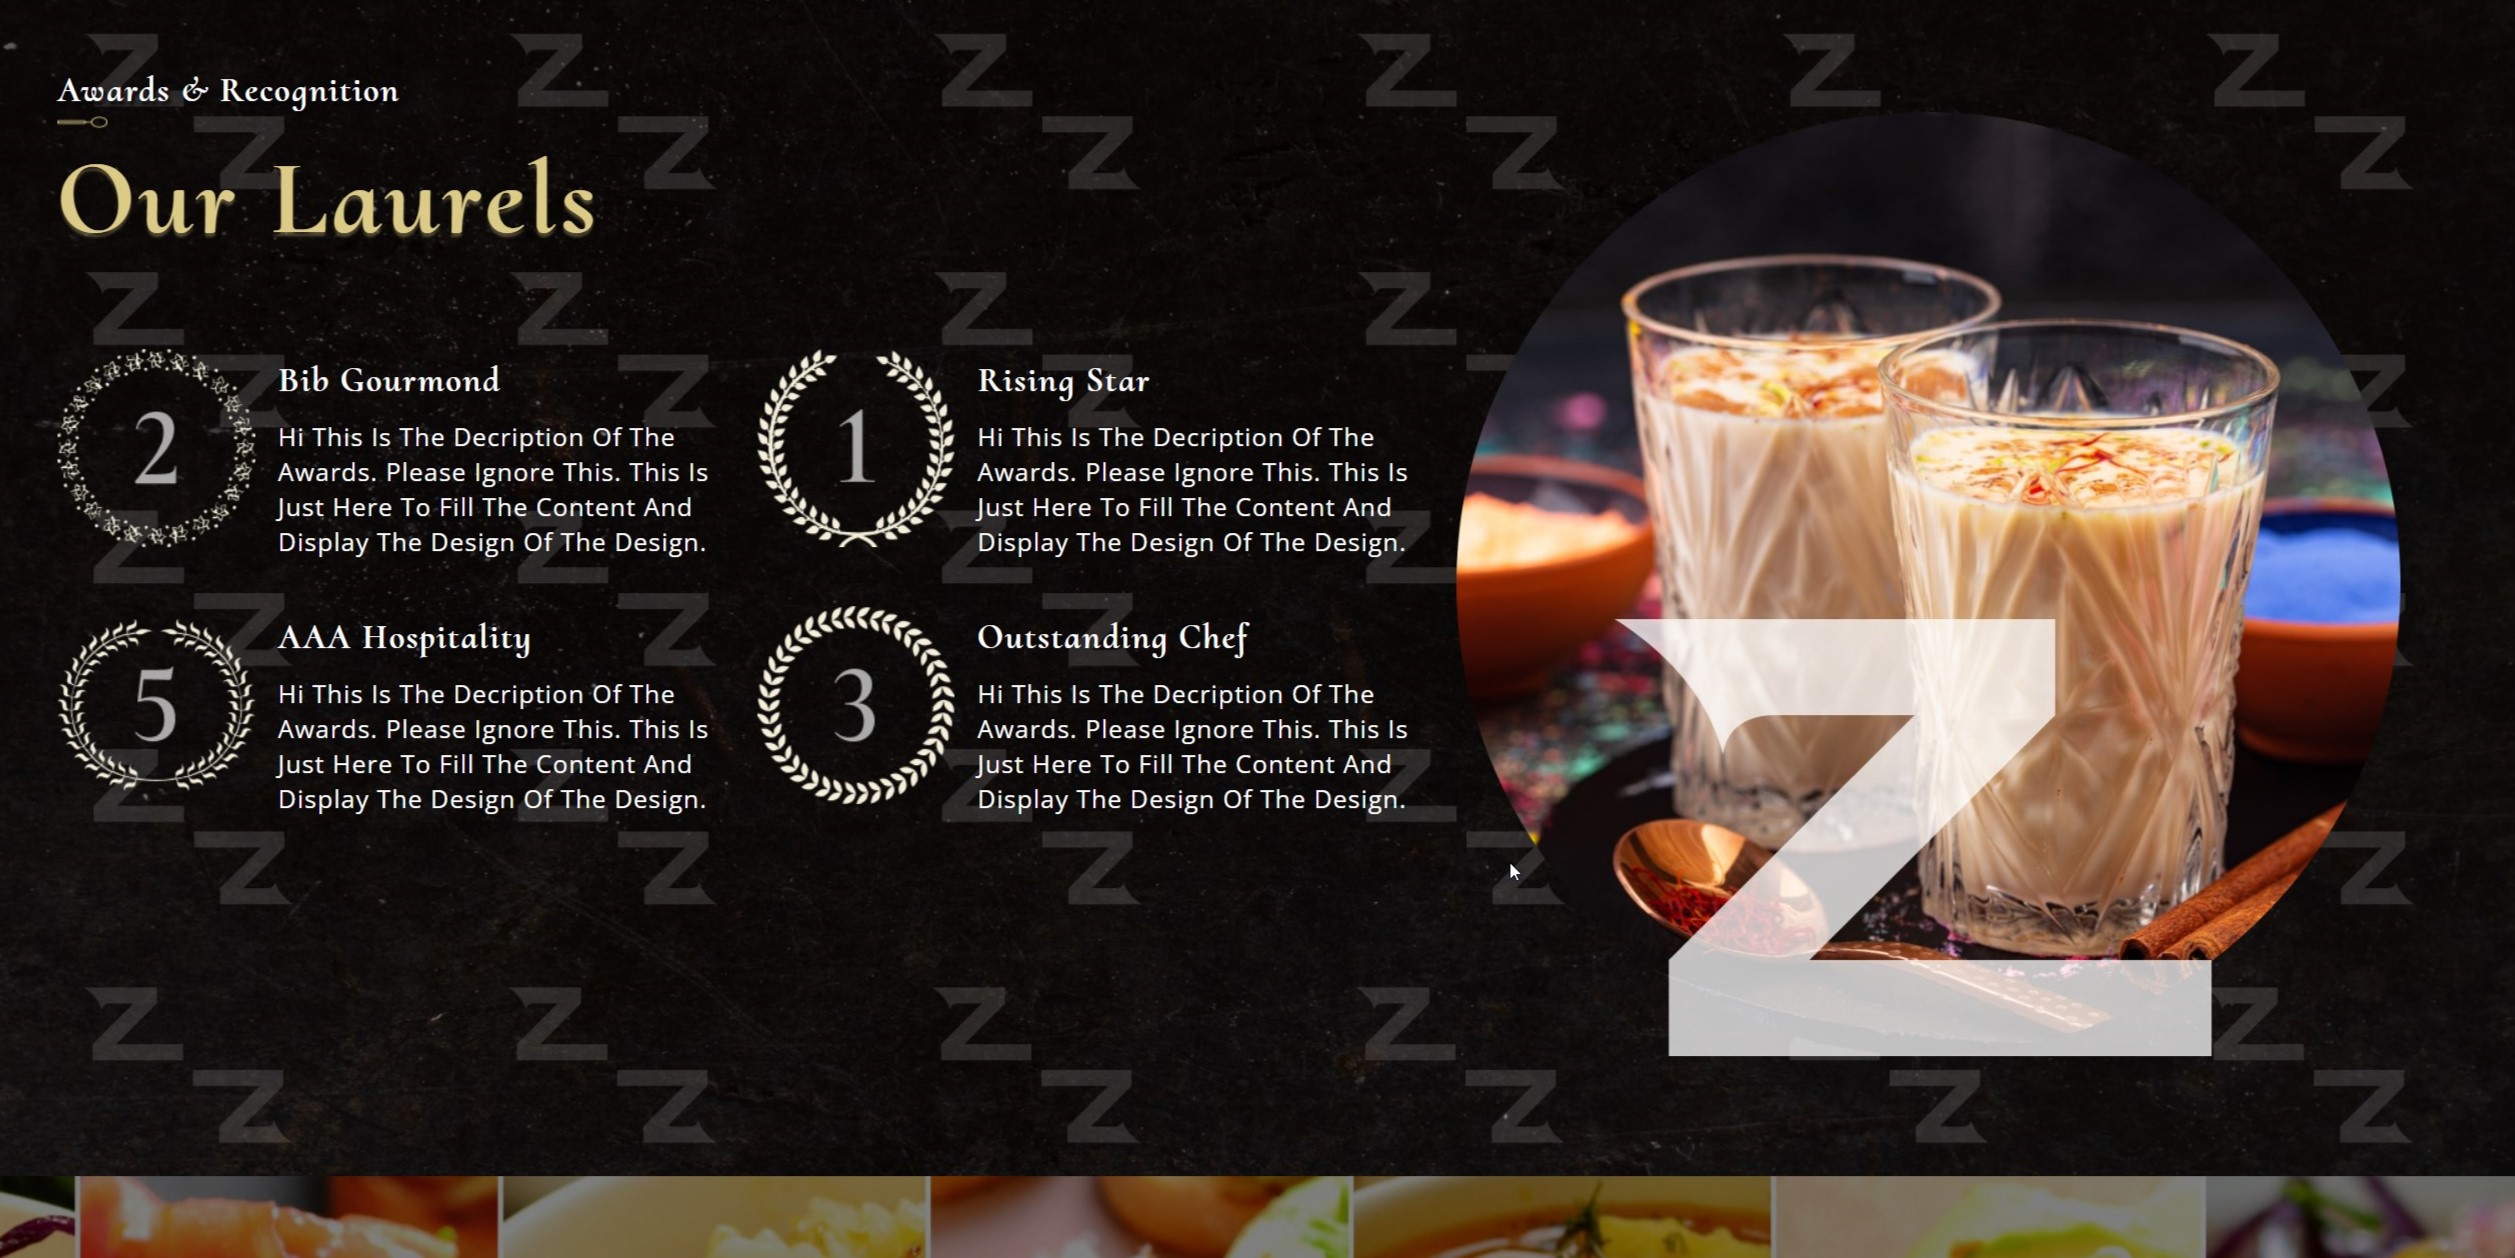 Awards & Recognition
Our Laurels
2
Bib Gourmond
Hi This Is The Decription Of The
Awards. Please Ignore This. This Is
Just Here To Fill The Content And
Display The Design Of The Design.
1
Rising Star
Hi This Is The Decription Of The
Awards. Please Ignore This. This Is
Just Here To Fill The Content And
Display The Design Of The Design.
5
AAA Hospitality
Hi This Is The Decription Of The
Awards. Please Ignore This. This Is
Just Here To Fill The Content And
Display The Design Of The Design.
3
Outstanding Chef
Hi This Is The Decription Of The
Awards. Please Ignore This. This Is
Just Here To Fill The Content And
Display The Design Of The Design.
Z